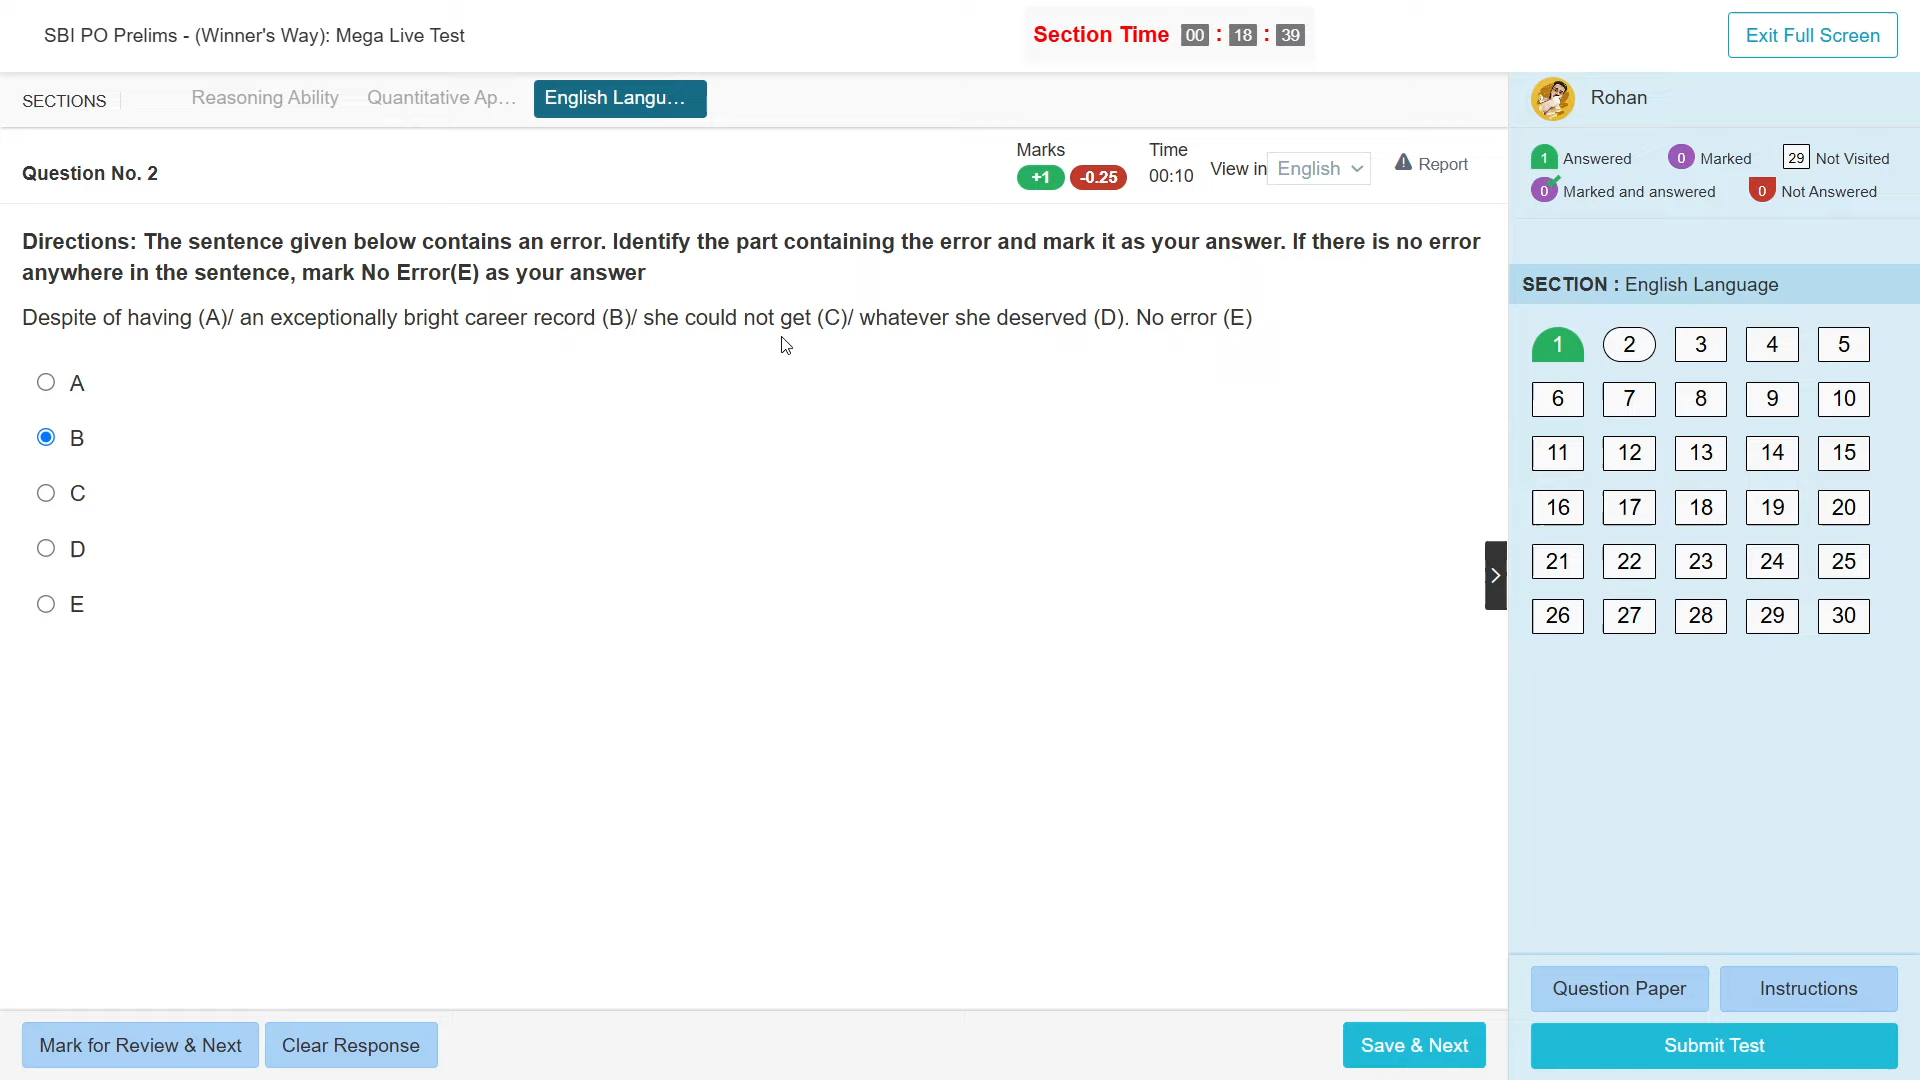 SBI PO Prelims - (Winner's Way): Mega Live Test
Section Time 00 : 18 : 39
Exit Full Screen
SECTIONS
Reasoning Ability
Quantitative Ap...
English Langu...
Rohan
Question No. 2
Marks
+1 -0.25
Time
00:10
View in English
Report
1 Answered
0 Marked
29 Not Visited
0 Marked and answered
0 Not Answered
Directions: The sentence given below contains an error. Identify the part containing the error and mark it as your answer. If there is no error
anywhere in the sentence, mark No Error(E) as your answer
Despite of having (A)/ an exceptionally bright career record (B)/ she could not get (C)/ whatever she deserved (D). No error (E)
A
B
C
D
E
SECTION : English Language
1 2 3 4 5
6 7 8 9 10
11 12 13 14 15
16 17 18 19 20
21 22 23 24 25
26 27 28 29 30
Question Paper
Instructions
Mark for Review & Next
Clear Response
Save & Next
Submit Test